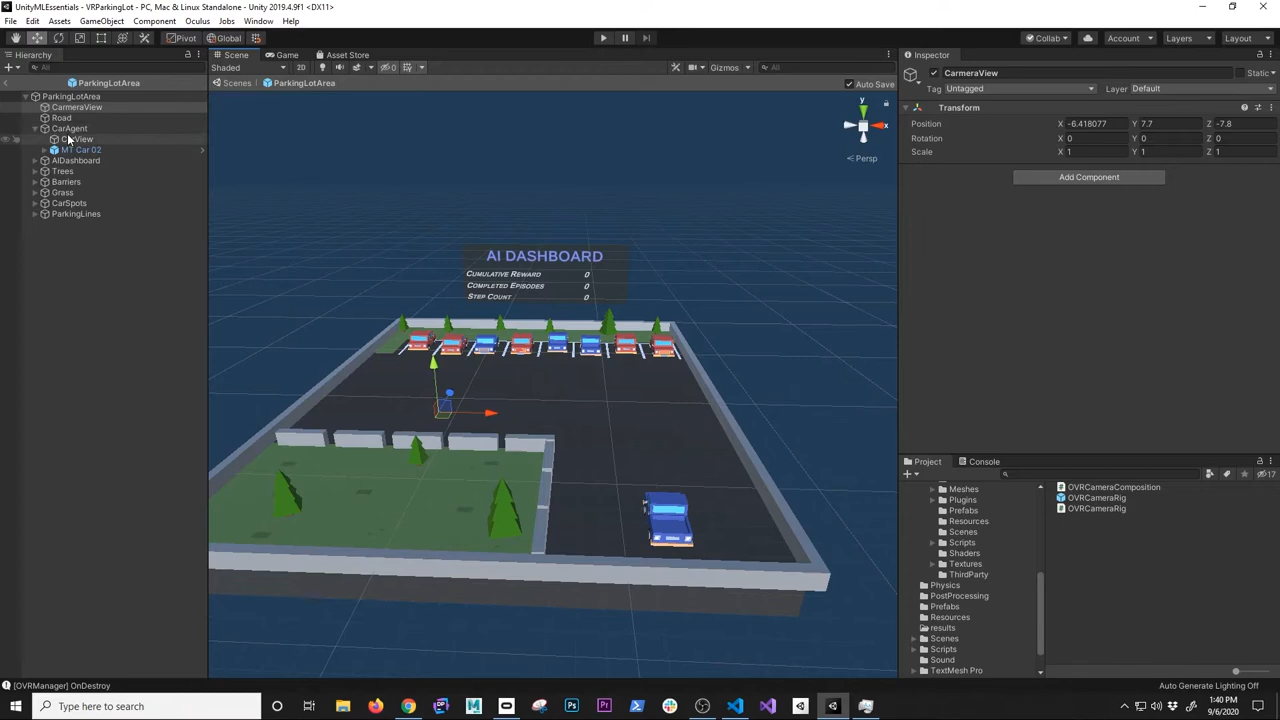 UnityMLEssentials - VRParkingLot - PC, Mac & Linux Standalone - Unity 2019.4.9f1 <DX11>
File Edit Assets GameObject Component Oculus Jobs Window Help
Pivot Global Collab Account Layers Layout
Hierarchy Scene Game Asset Store Inspector
All Shaded 2D 0 Gizmos All CarmeraView Static
ParkingLotArea Scenes ParkingLotArea Auto Save Tag Untagged Layer Default
ParkingLotArea
CarmeraView
Road
CarAgent
MT Car 02
AIDashboard
Trees
Barriers
Grass
CarSpots
ParkingLines
y
x
Persp
AI DASHBOARD
CUMULATIVE REWARD 0
COMPLETED EPISODES 0
STEP COUNT 0
Transform
Position X -6.418077 Y 7.7 Z -7.8
Rotation X 0 Y 0 Z 0
Scale X 1 Y 1 Z 1
Add Component
Project Console
17
Meshes
Plugins
Prefabs
Resources
Scenes
Scripts
Shaders
Textures
ThirdParty
Physics
PostProcessing
Prefabs
Resources
results
Scenes
Scripts
Sound
TextMesh Pro
OVRCameraComposition
OVRCameraRig
OVRCameraRig
[OVRManager] OnDestroy
Auto Generate Lighting Off
Type here to search
1:40 PM
9/6/2020